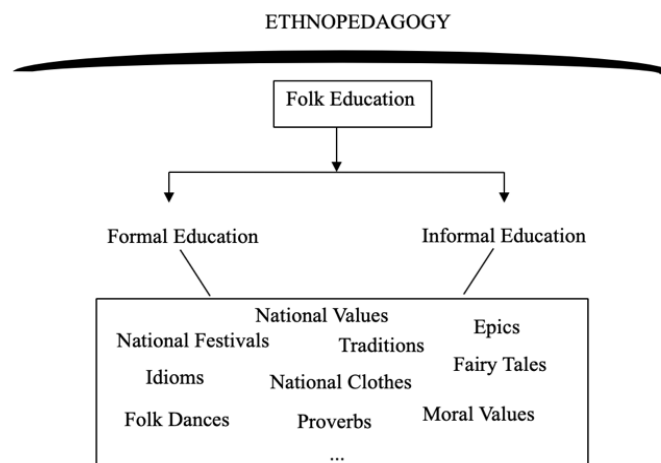 ETHNOPEDAGOGY
Folk Education
Formal Education
Informal Education
National Values
Epics
National Festivals
Traditions
Fairy Tales
Idioms
National Clothes
Folk Dances
Proverbs
Moral Values
...